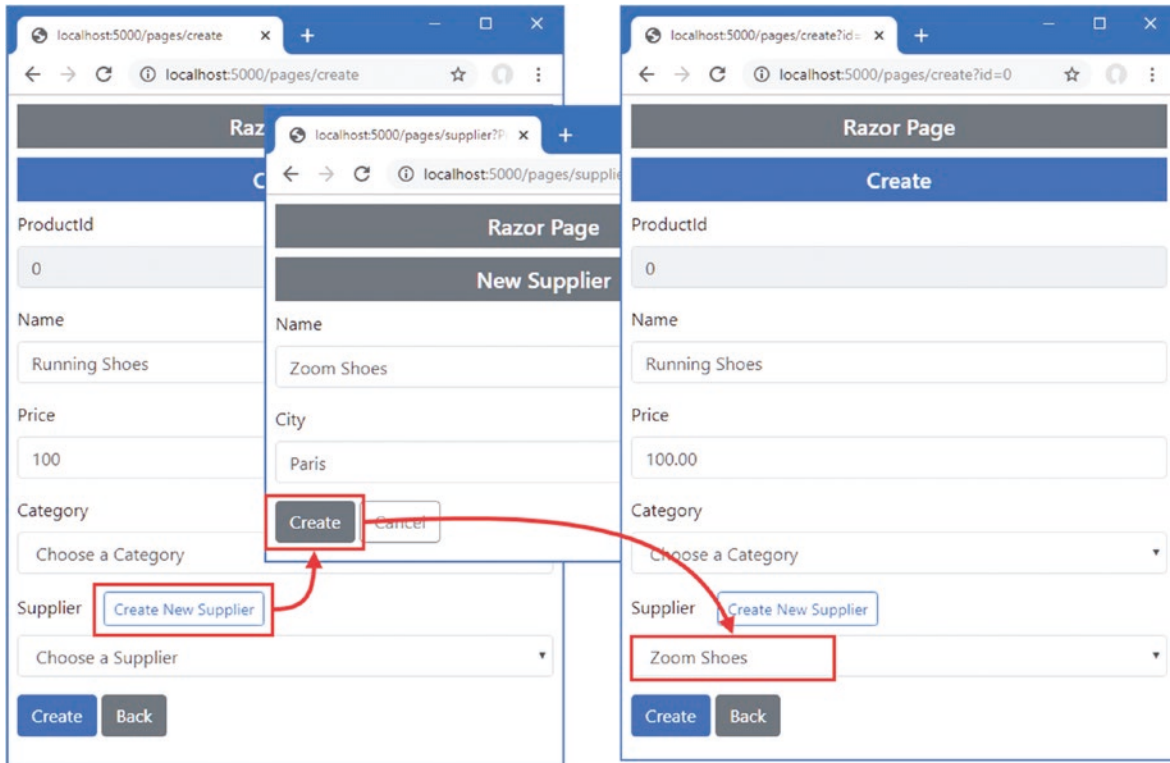 localhost:5000/pages/create
localhost:5000/pages/create
Raz
C
ProductId
0
Name
Running Shoes
Price
100
Category
Choose a Category
Supplier
Create New Supplier
Choose a Supplier
Create Back
localhost:5000/pages/supplier?P
localhost:5000/pages/supplie
Razor Page
New Supplier
Name
Zoom Shoes
City
Paris
Create Cancel
localhost:5000/pages/create?id=
localhost:5000/pages/create?id=0
Razor Page
Create
ProductId
0
Name
Running Shoes
Price
100.00
Category
Choose a Category
Supplier
Create New Supplier
Zoom Shoes
Create Back